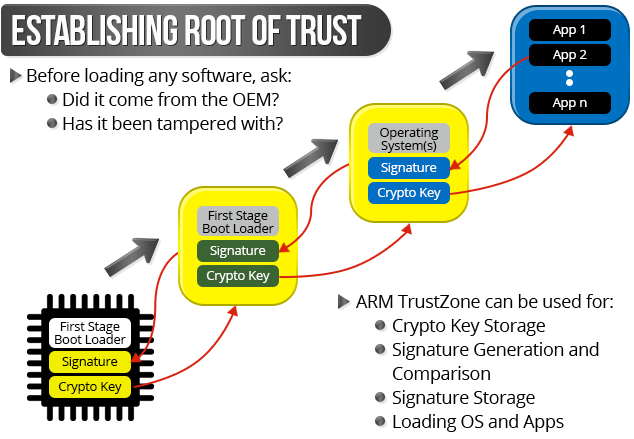 ESTABLISHING ROOT OF TRUST
Before loading any software, ask:
Did it come from the OEM?
Has it been tampered with?
App 1
App 2
App n
Operating
System(s)
Signature
Crypto Key
First Stage
Boot Loader
Signature
Crypto Key
First Stage
Boot Loader
Signature
Crypto Key
ARM TrustZone can be used for:
Crypto Key Storage
Signature Generation and
Comparison
Signature Storage
Loading OS and Apps